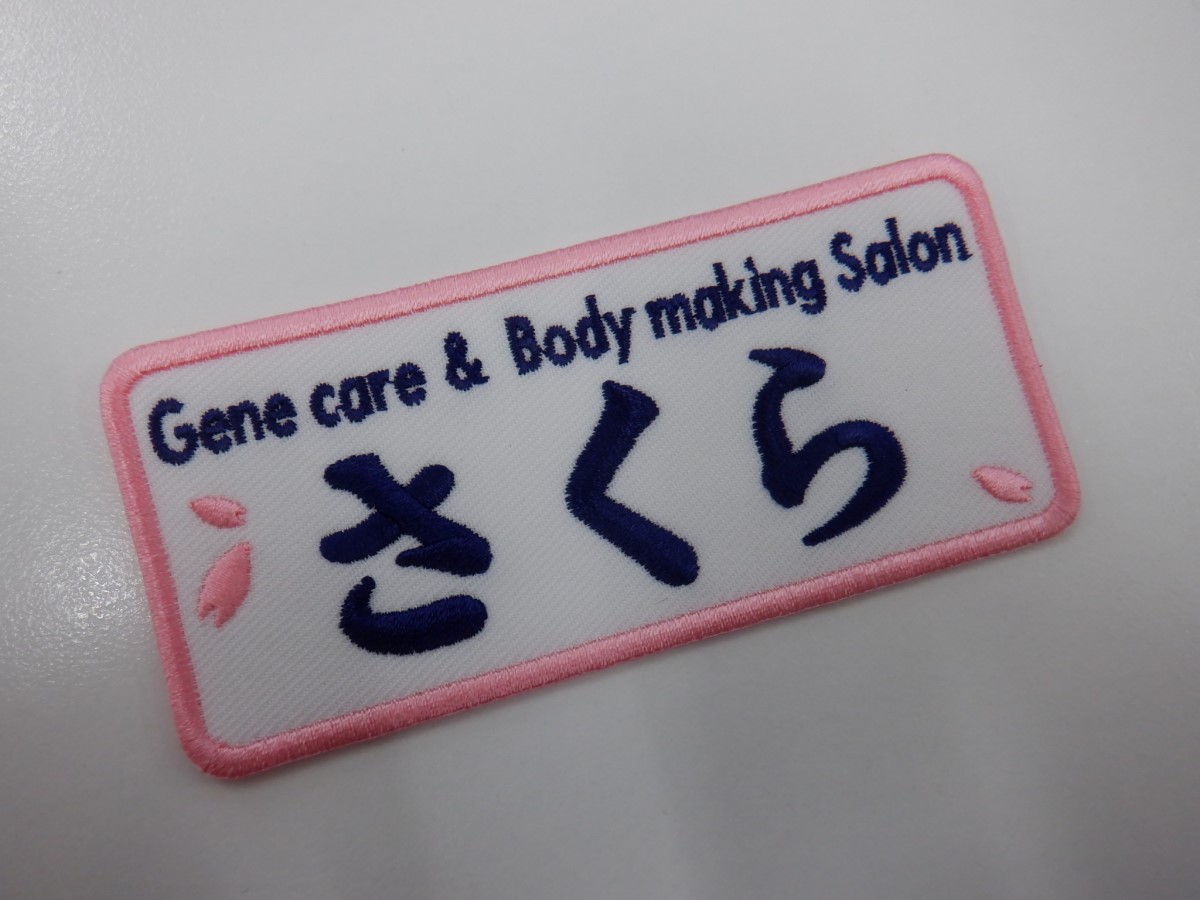 Gene care & Body making Salon
さくら